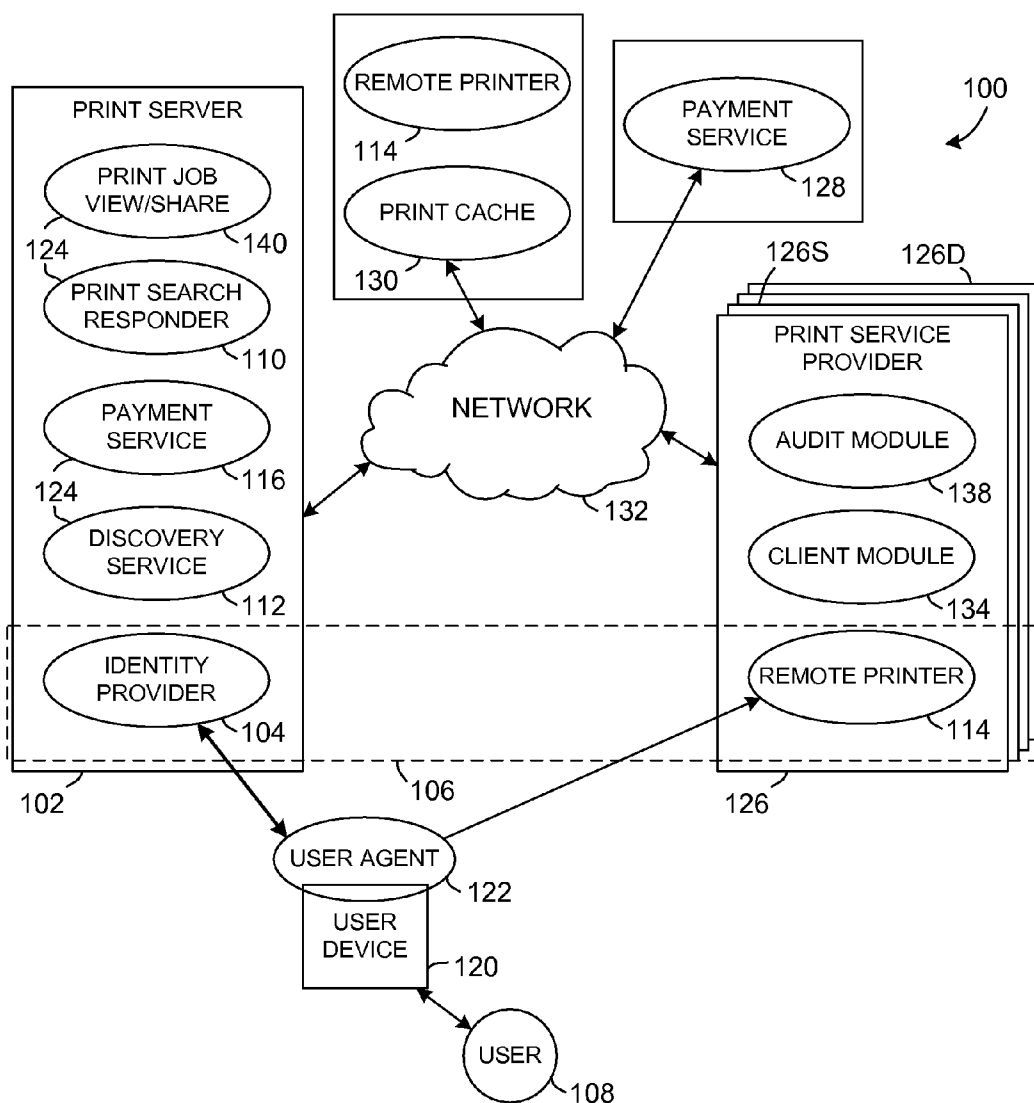 PRINT SERVER
PRINT JOB
VIEW/SHARE
124
140
PRINT SEARCH
RESPONDER
110
PAYMENT
SERVICE
124
116
DISCOVERY
SERVICE
112
IDENTITY
PROVIDER
104
102
106
REMOTE PRINTER
114
PRINT CACHE
130
PAYMENT
SERVICE
128
100
NETWORK
132
126S
126D
PRINT SERVICE
PROVIDER
AUDIT MODULE
138
CLIENT MODULE
134
REMOTE PRINTER
114
126
USER AGENT
122
USER
DEVICE
120
USER
108